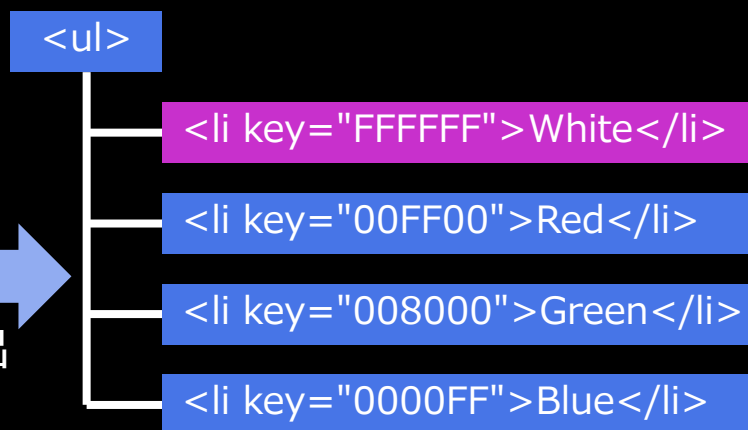 <ul>
<li key="FFFFFF">White</li>
<li key="00FF00">Red</li>
<li key="008000">Green</li>
<li key="0000FF">Blue</li>